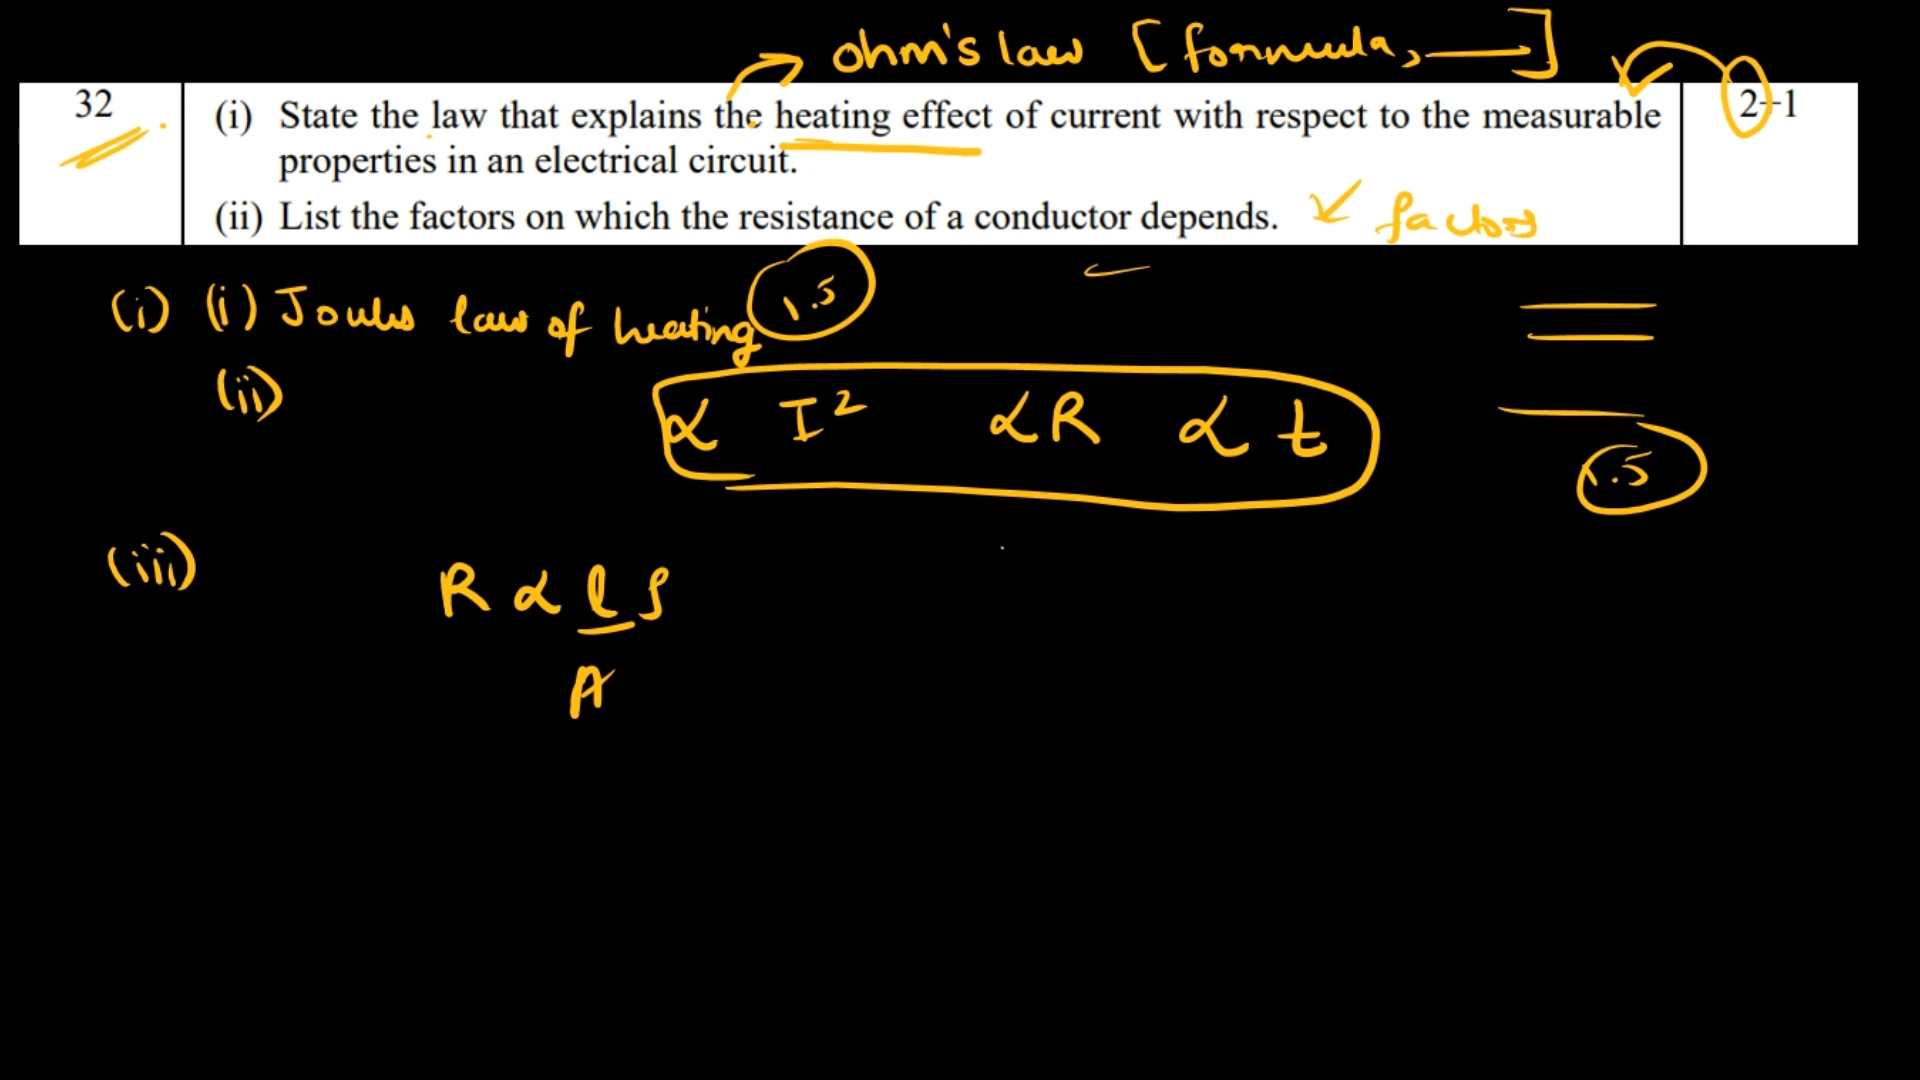 ohm's law [formula, —]
32 (i) State the law that explains the heating effect of current with respect to the measurable 2+1
properties in an electrical circuit.
(ii) List the factors on which the resistance of a conductor depends. factors
(i) (i) Joules law of heating 1.5
(ii) ∝ I² ∝ R ∝ t
1.5
(iii) R ∝ l ρ
A